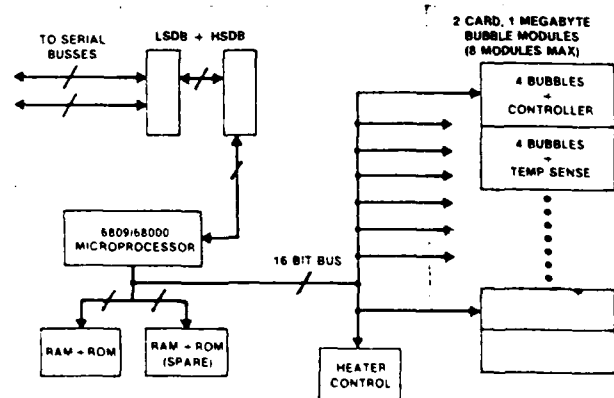 2 CARD, 1 MEGABYTE
BUBBLE MODULES
(8 MODULES MAX)
TO SERIAL
BUSSES
LSDB + HSDB
4 BUBBLES
+
CONTROLLER
4 BUBBLES
+
TEMP SENSE
6809/68000
MICROPROCESSOR
16 BIT BUS
RAM + ROM
RAM + ROM
(SPARE)
HEATER
CONTROL